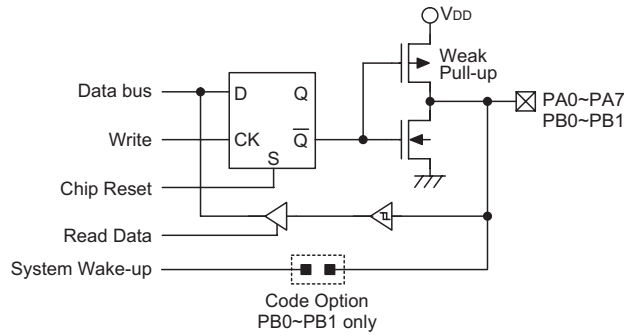 VDD
Weak
Pull-up
Data bus
D
Q
PA0~PA7
PB0~PB1
Write
CK
Q
S
Chip Reset
Read Data
System Wake-up
Code Option
PB0~PB1 only